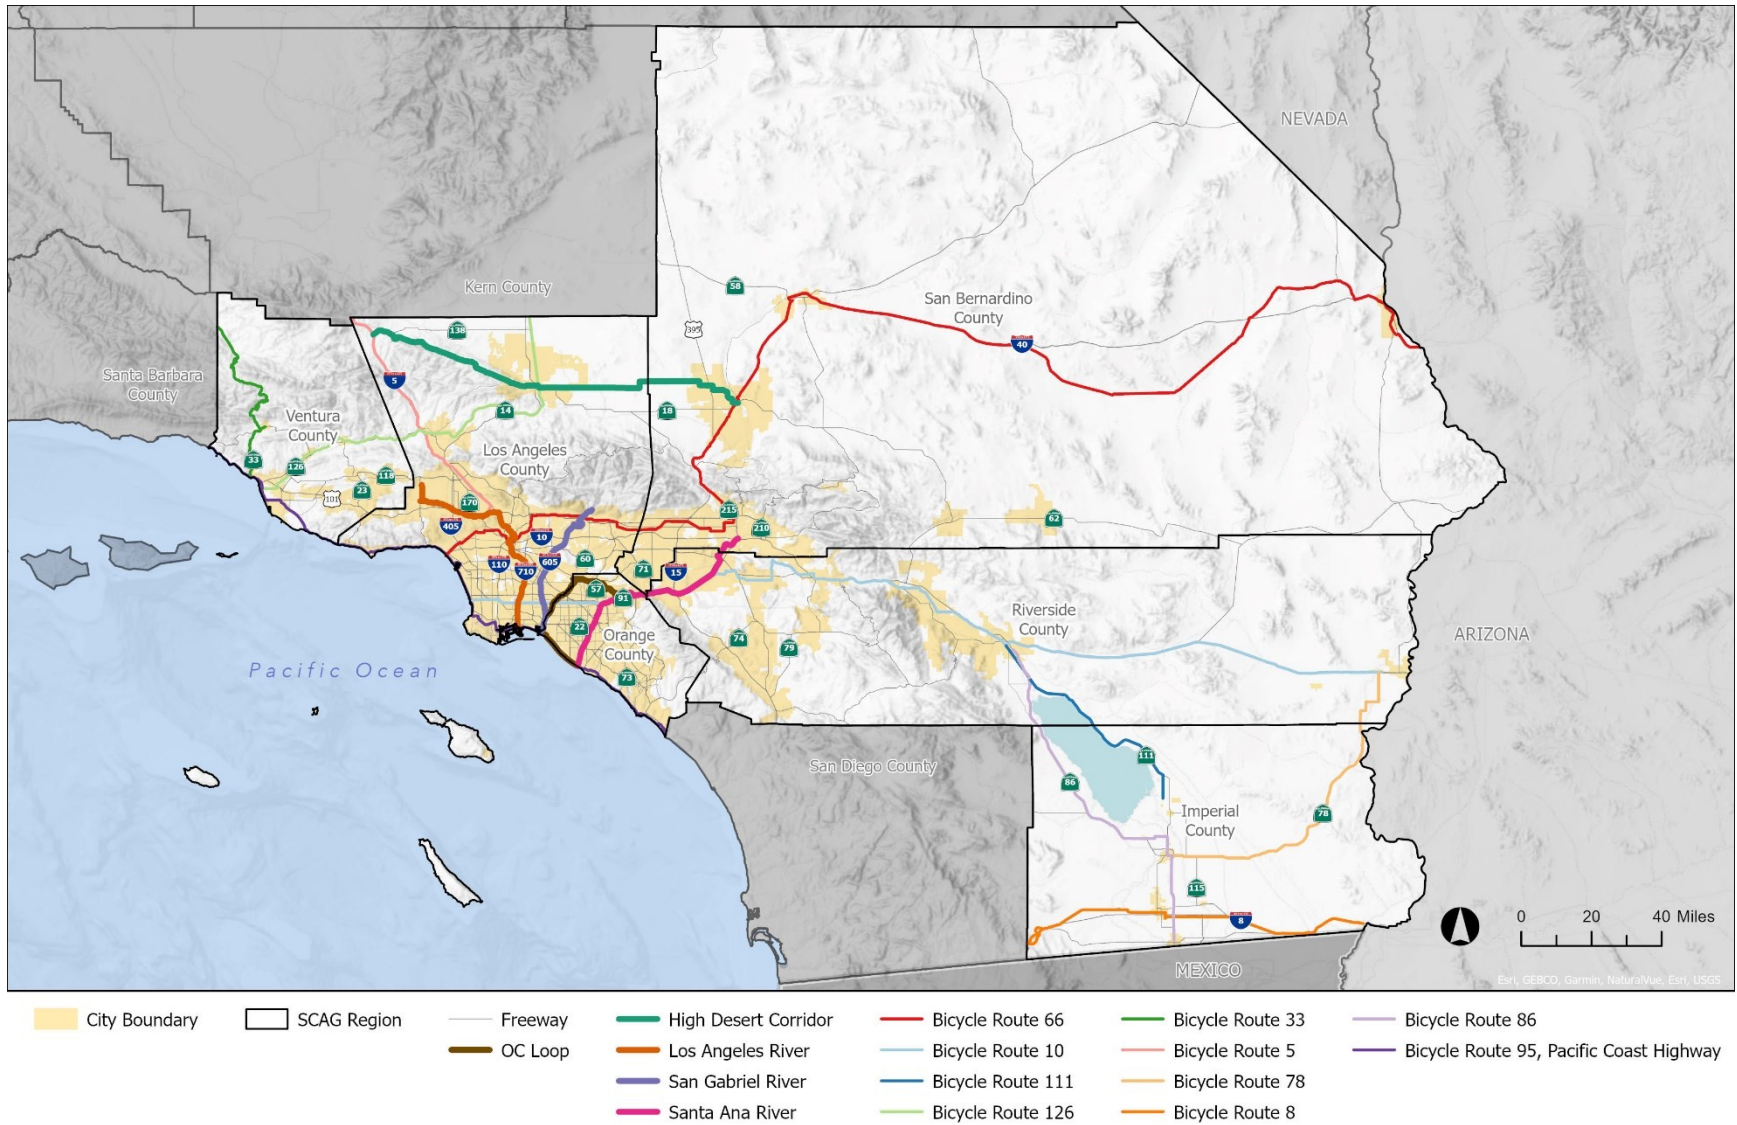 NEVADA
Kern County
58
San Bernardino
County
395
138
40
Santa Barbara
County
5
Ventura
County
14
18
Los Angeles
County
33
126
118
23
101
170
215
62
405
210
10
110
710
605
60
71
15
57
91
Riverside
County
22
Orange
County
74
79
ARIZONA
Pacific Ocean
73
San Diego County
111
86
Imperial
County
78
115
8
0 20 40 Miles
MEXICO
Esri, GEBCO, Garmin, NaturalVue, Esri, USGS
City Boundary
SCAG Region
Freeway
High Desert Corridor
Bicycle Route 66
Bicycle Route 33
Bicycle Route 86
OC Loop
Los Angeles River
Bicycle Route 10
Bicycle Route 5
Bicycle Route 95, Pacific Coast Highway
San Gabriel River
Bicycle Route 111
Bicycle Route 78
Santa Ana River
Bicycle Route 126
Bicycle Route 8